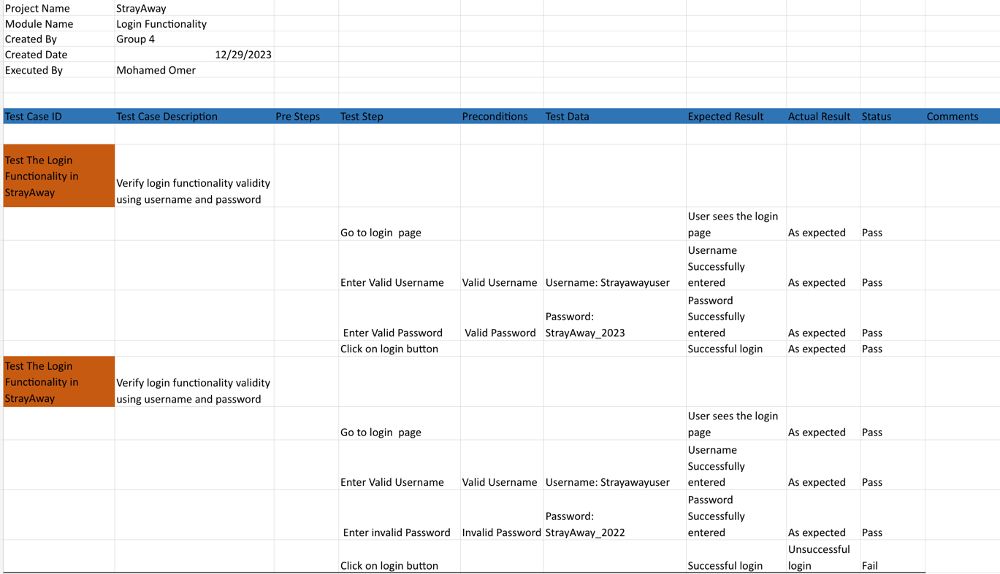 Project Name StrayAway
Module Name Login Functionality
Created By Group 4
Created Date 12/29/2023
Executed By Mohamed Omer
Test Case ID Test Case Description Pre Steps Test Step Preconditions Test Data Expected Result Actual Result Status Comments
Test The Login
Functionality in
StrayAway
Verify login functionality validity
using username and password
Go to login  page
User sees the login
page
As expected
Pass
Enter Valid Username
Valid Username
Username: Strayawayuser
Username
Successfully
entered
As expected
Pass
Enter Valid Password
Valid Password
Password:
StrayAway_2023
Password
Successfully
entered
As expected
Pass
Click on login button
Successful login
As expected
Pass
Test The Login
Functionality in
StrayAway
Verify login functionality validity
using username and password
Go to login  page
User sees the login
page
As expected
Pass
Enter Valid Username
Valid Username
Username: Strayawayuser
Username
Successfully
entered
As expected
Pass
Enter invalid Password
Invalid Password
Password:
StrayAway_2022
Password
Successfully
entered
As expected
Pass
Click on login button
Successful login
Unsuccessful
login
Fail